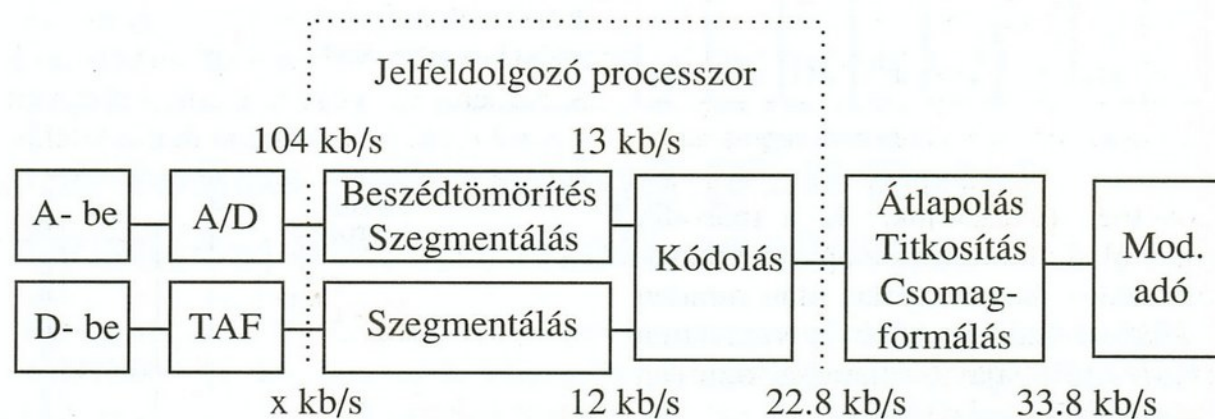 Jelfeldolgozó processzor
104 kb/s
13 kb/s
A- be
A/D
Beszédtömörítés
Szegmentálás
Kódolás
Átlapolás
Titkosítás
Csomag-
formálás
Mod.
adó
D- be
TAF
Szegmentálás
x kb/s
12 kb/s
22.8 kb/s
33.8 kb/s